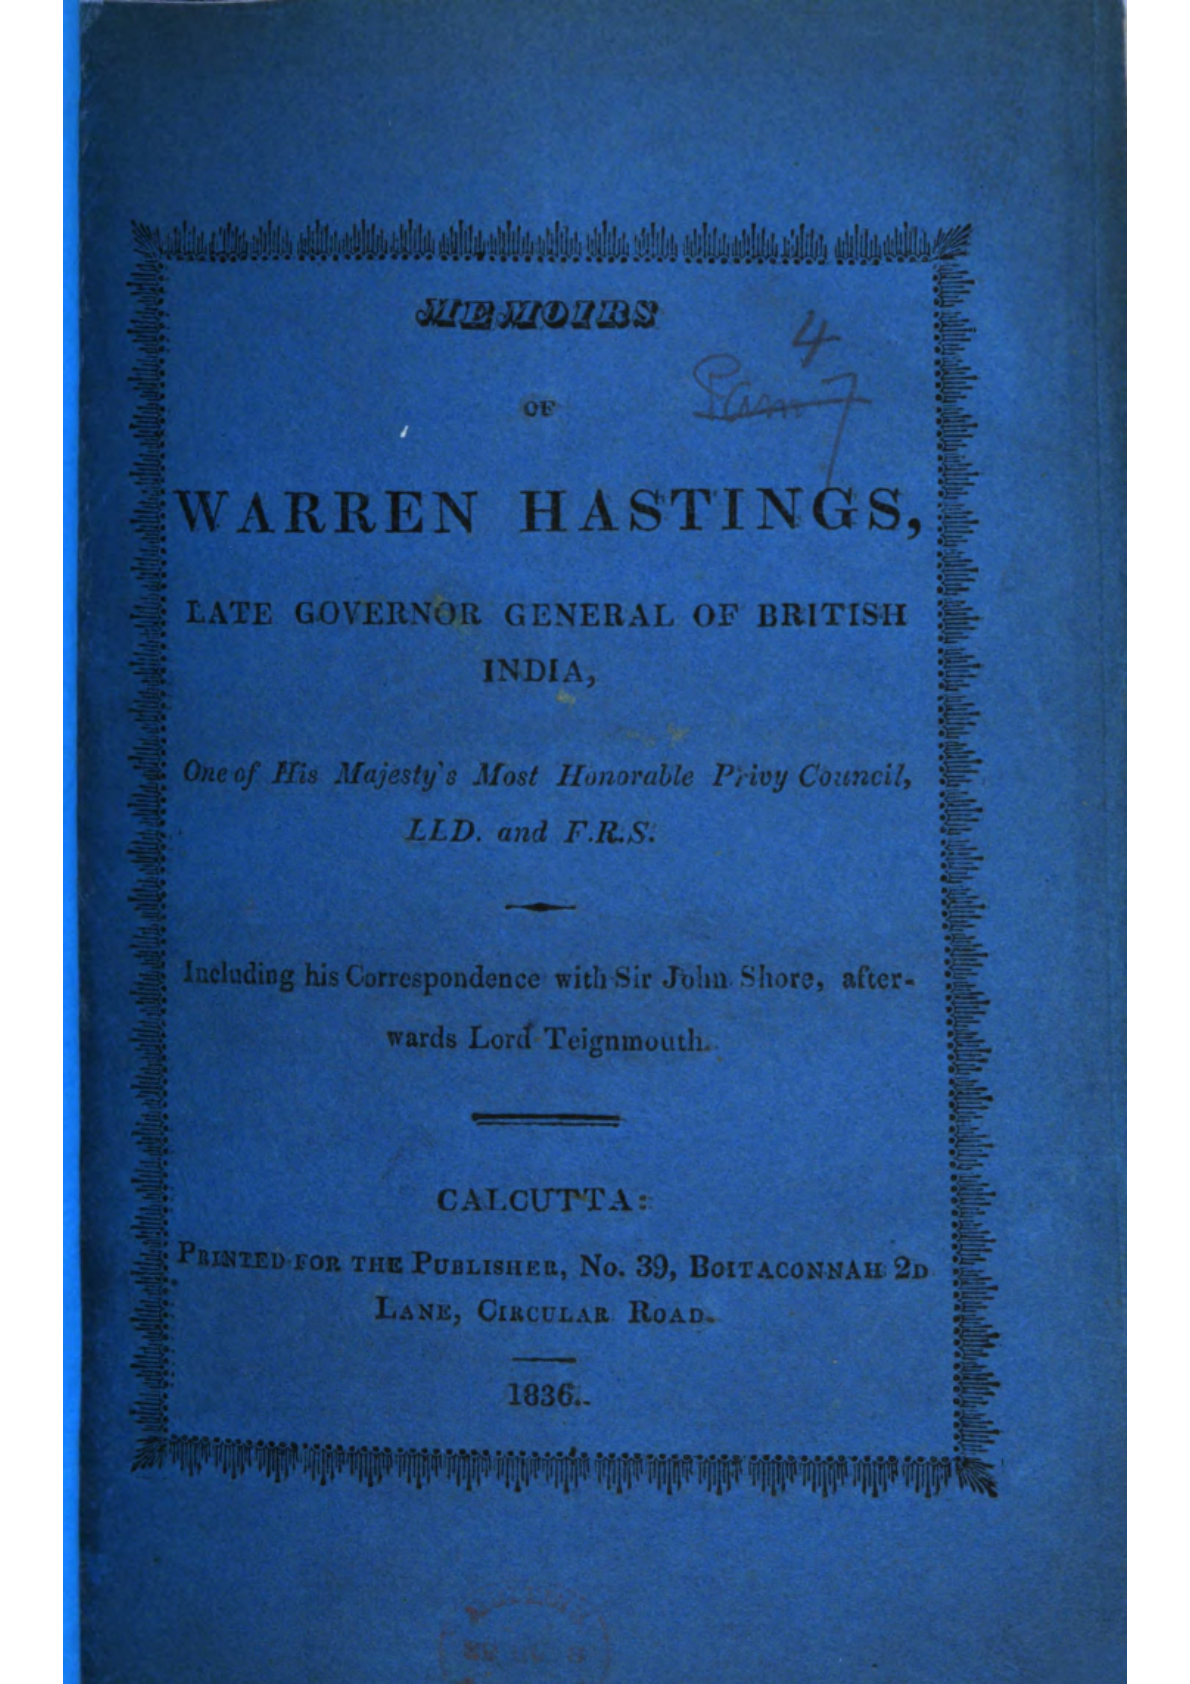 MEMOIRS
4
OF
WARREN HASTINGS,
LATE GOVERNOR GENERAL OF BRITISH
INDIA,
One of His Majesty's Most Honorable Privy Council,
LLD. and F.R.S.
Including his Correspondence with Sir John Shore, after-
wards Lord Teignmouth.
CALCUTTA:
PRINTED FOR THE PUBLISHER, No. 39, BOITACONNAH 2D
LANE, CIRCULAR ROAD.
1836.